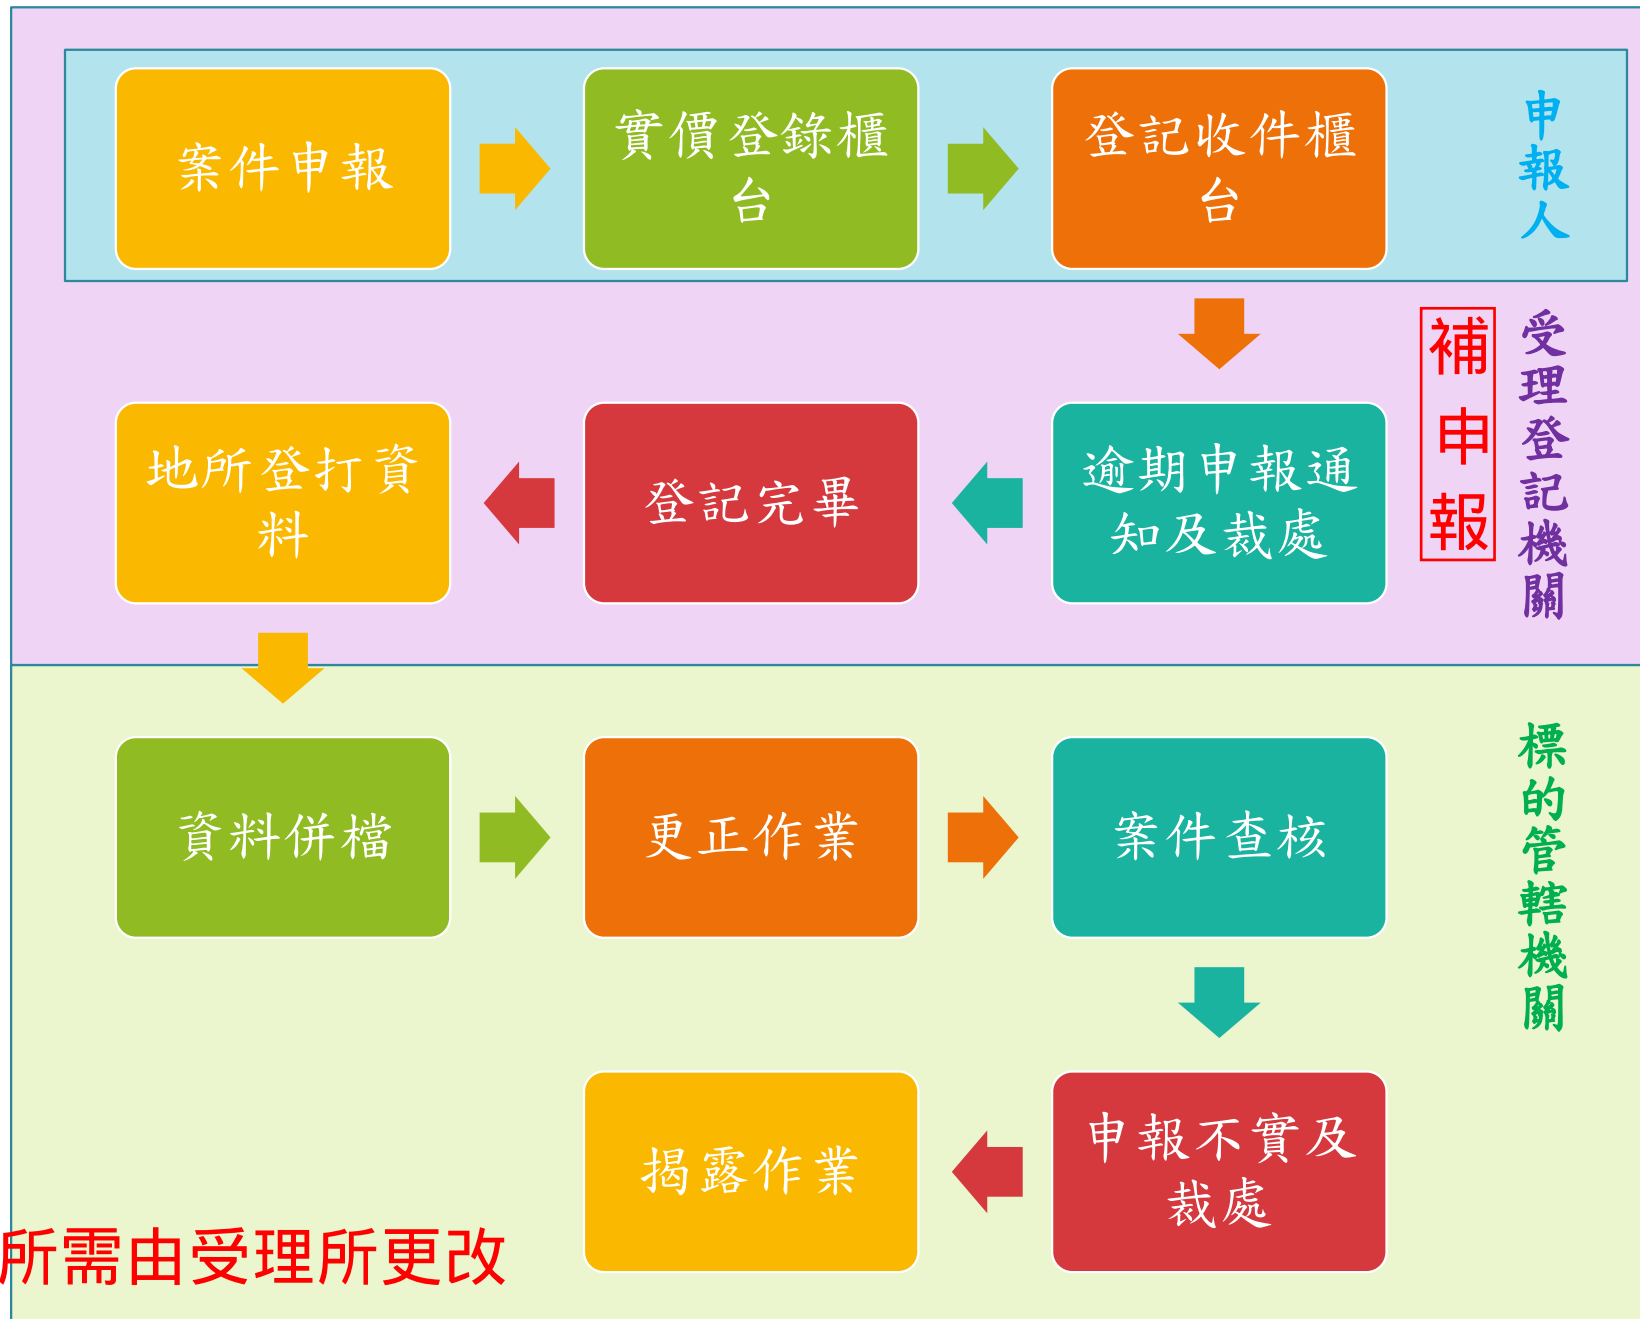 案件申報
實價登錄櫃
台
登記收件櫃
台
申報人
補申報
受理登記機關
逾期申報通
知及裁處
登記完畢
地所登打資
料
資料併檔
更正作業
案件查核
標的管轄機關
申報不實及
裁處
揭露作業
所需由受理所更改